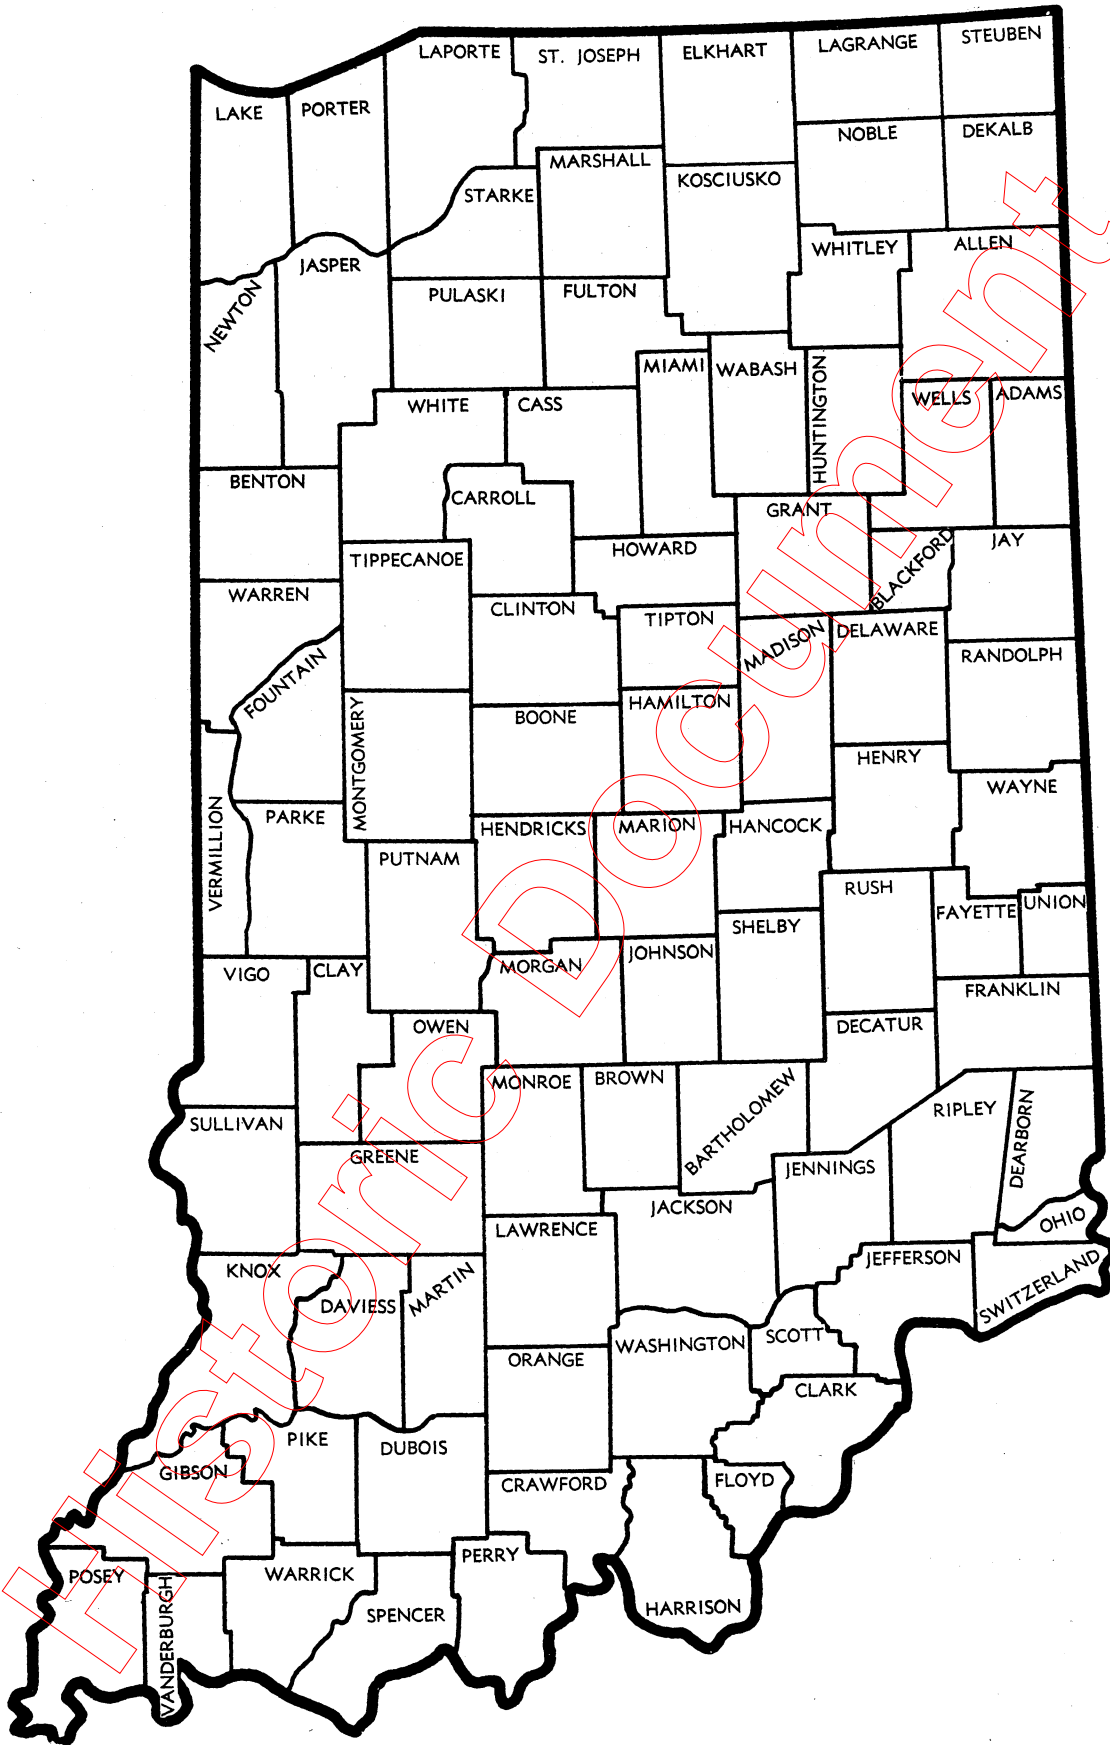 LAPORTE
ST. JOSEPH
ELKHART
LAGRANGE
STEUBEN
LAKE
PORTER
NOBLE
DEKALB
MARSHALL
STARKE
KOSCIUSKO
WHITLEY
ALLEN
JASPER
NEWTON
PULASKI
FULTON
MIAMI
WABASH
HUNTINGTON
WELLS
ADAMS
WHITE
CASS
BENTON
CARROLL
GRANT
HOWARD
BLACKFORD
JAY
TIPPECANOE
WARREN
CLINTON
TIPTON
MADISON
DELAWARE
RANDOLPH
FOUNTAIN
MONTGOMERY
BOONE
HAMILTON
HENRY
WAYNE
VERMILLION
PARKE
HENDRICKS
MARION
HANCOCK
PUTNAM
RUSH
FAYETTE
UNION
SHELBY
VIGO
CLAY
MORGAN
JOHNSON
FRANKLIN
OWEN
DECATUR
MONROE
BROWN
BARTHOLOMEW
RIPLEY
DEARBORN
SULLIVAN
GREENE
JENNINGS
JACKSON
LAWRENCE
OHIO
KNOX
DAVIESS
MARTIN
JEFFERSON
SWITZERLAND
WASHINGTON
SCOTT
ORANGE
CLARK
PIKE
DUBOIS
GIBSON
CRAWFORD
FLOYD
POSEY
VANDERBURGH
WARRICK
PERRY
SPENCER
HARRISON
Historic Document